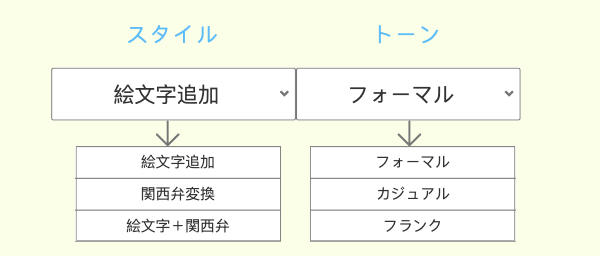 スタイル トーン
絵文字追加 フォーマル
絵文字追加 フォーマル
関西弁変換 カジュアル
絵文字＋関西弁 フランク